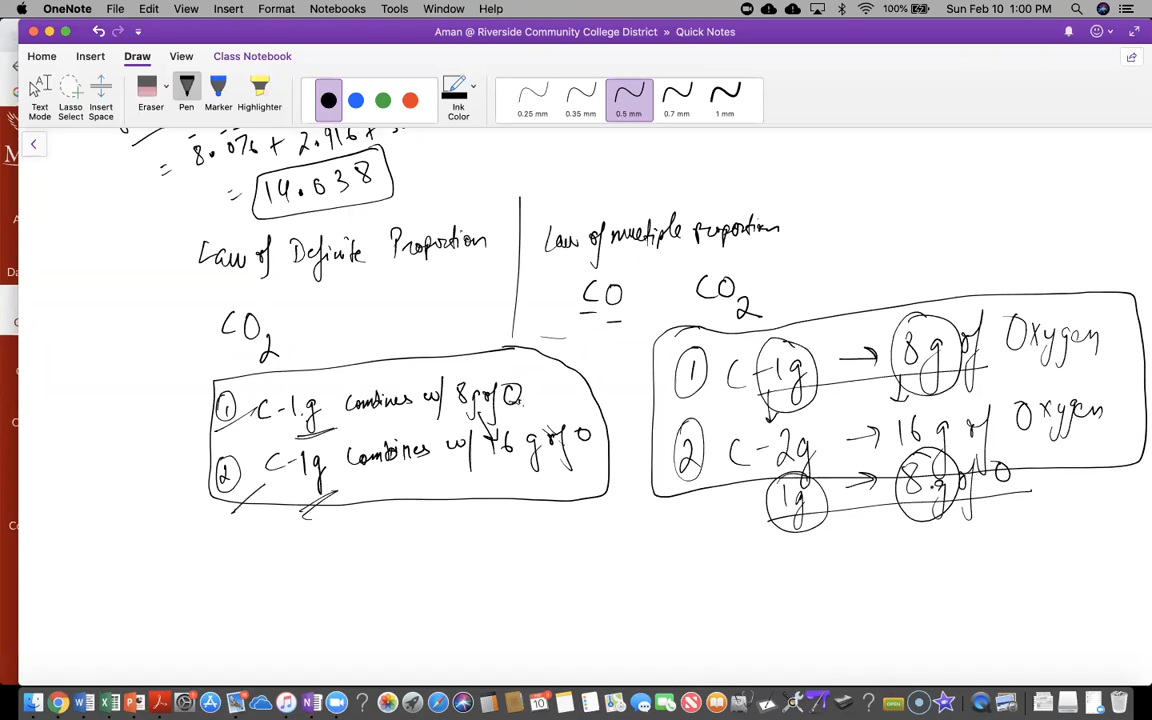 OneNote File Edit View Insert Format Notebooks Tools Window Help 100% Sun Feb 10 1:00 PM
Aman @ Riverside Community College District » Quick Notes
Home Insert Draw View Class Notebook
Text Mode Lasso Select Insert Space Eraser Pen Marker Highlighter Ink Color 0.25 mm 0.35 mm 0.5 mm 0.7 mm 1 mm
= 8.076 + 2.916 +
= 14.038
Law of Definite Proportion
CO2
① C-1.g combines w/ 8g of O.
② C-1g combines w/ 16 g of O
Law of multiple proportion
CO CO2
① C-1g → 8g of Oxygen
② C-2g → 16g of Oxygen
1g → 8.g of O